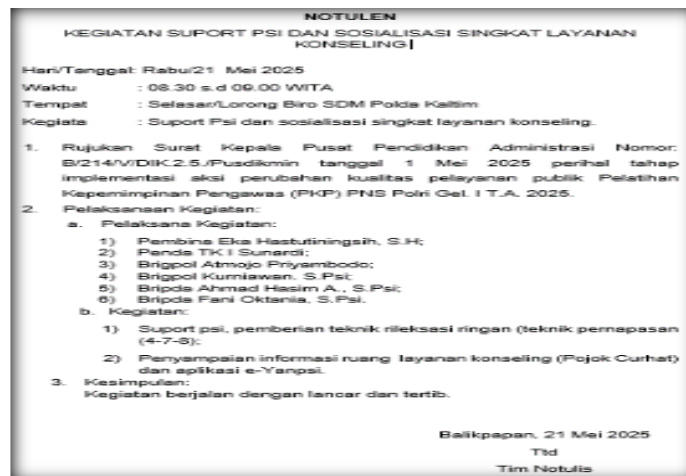 NOTULEN
KEGIATAN SUPORT PSI DAN SOSIALISASI SINGKAT LAYANAN
KONSELING
Hari/Tanggal: Rabu/21 Mei 2025
Waktu : 08.30 s.d 09.00 WITA
Tempat : Selasar/Lorong Biro SDM Polda Kaltim
Kegiata : Suport Psi dan sosialisasi singkat layanan konseling.
1. Rujukan Surat Kepala Pusat Pendidikan Administrasi Nomor:
B/214/V/DIK.2.5./Pusdikmin tanggal 1 Mei 2025 perihal tahap
implementasi aksi perubahan kualitas pelayanan publik Pelatihan
Kepemimpinan Pengawas (PKP) PNS Polri Gel. I T.A. 2025.
2. Pelaksanaan Kegiatan:
a. Pelaksana Kegiatan:
1) Pembina Eka Hastutiningsih, S.H;
2) Penda TK I Sunardi;
3) Brigpol Atmojo Priyambodo;
4) Brigpol Kurniawan, S.Psi;
5) Bripda Ahmad Hasim A., S.Psi;
6) Bripda Fani Oktania, S.Psi.
b. Kegiatan:
1) Suport psi, pemberian teknik rileksasi ringan (teknik pernapasan
(4-7-8);
2) Penyampaian informasi ruang layanan konseling (Pojok Curhat)
dan aplikasi e-Yanpsi.
3. Kesimpulan:
Kegiatan berjalan dengan lancar dan tertib.
Balikpapan, 21 Mei 2025
Ttd
Tim Notulis